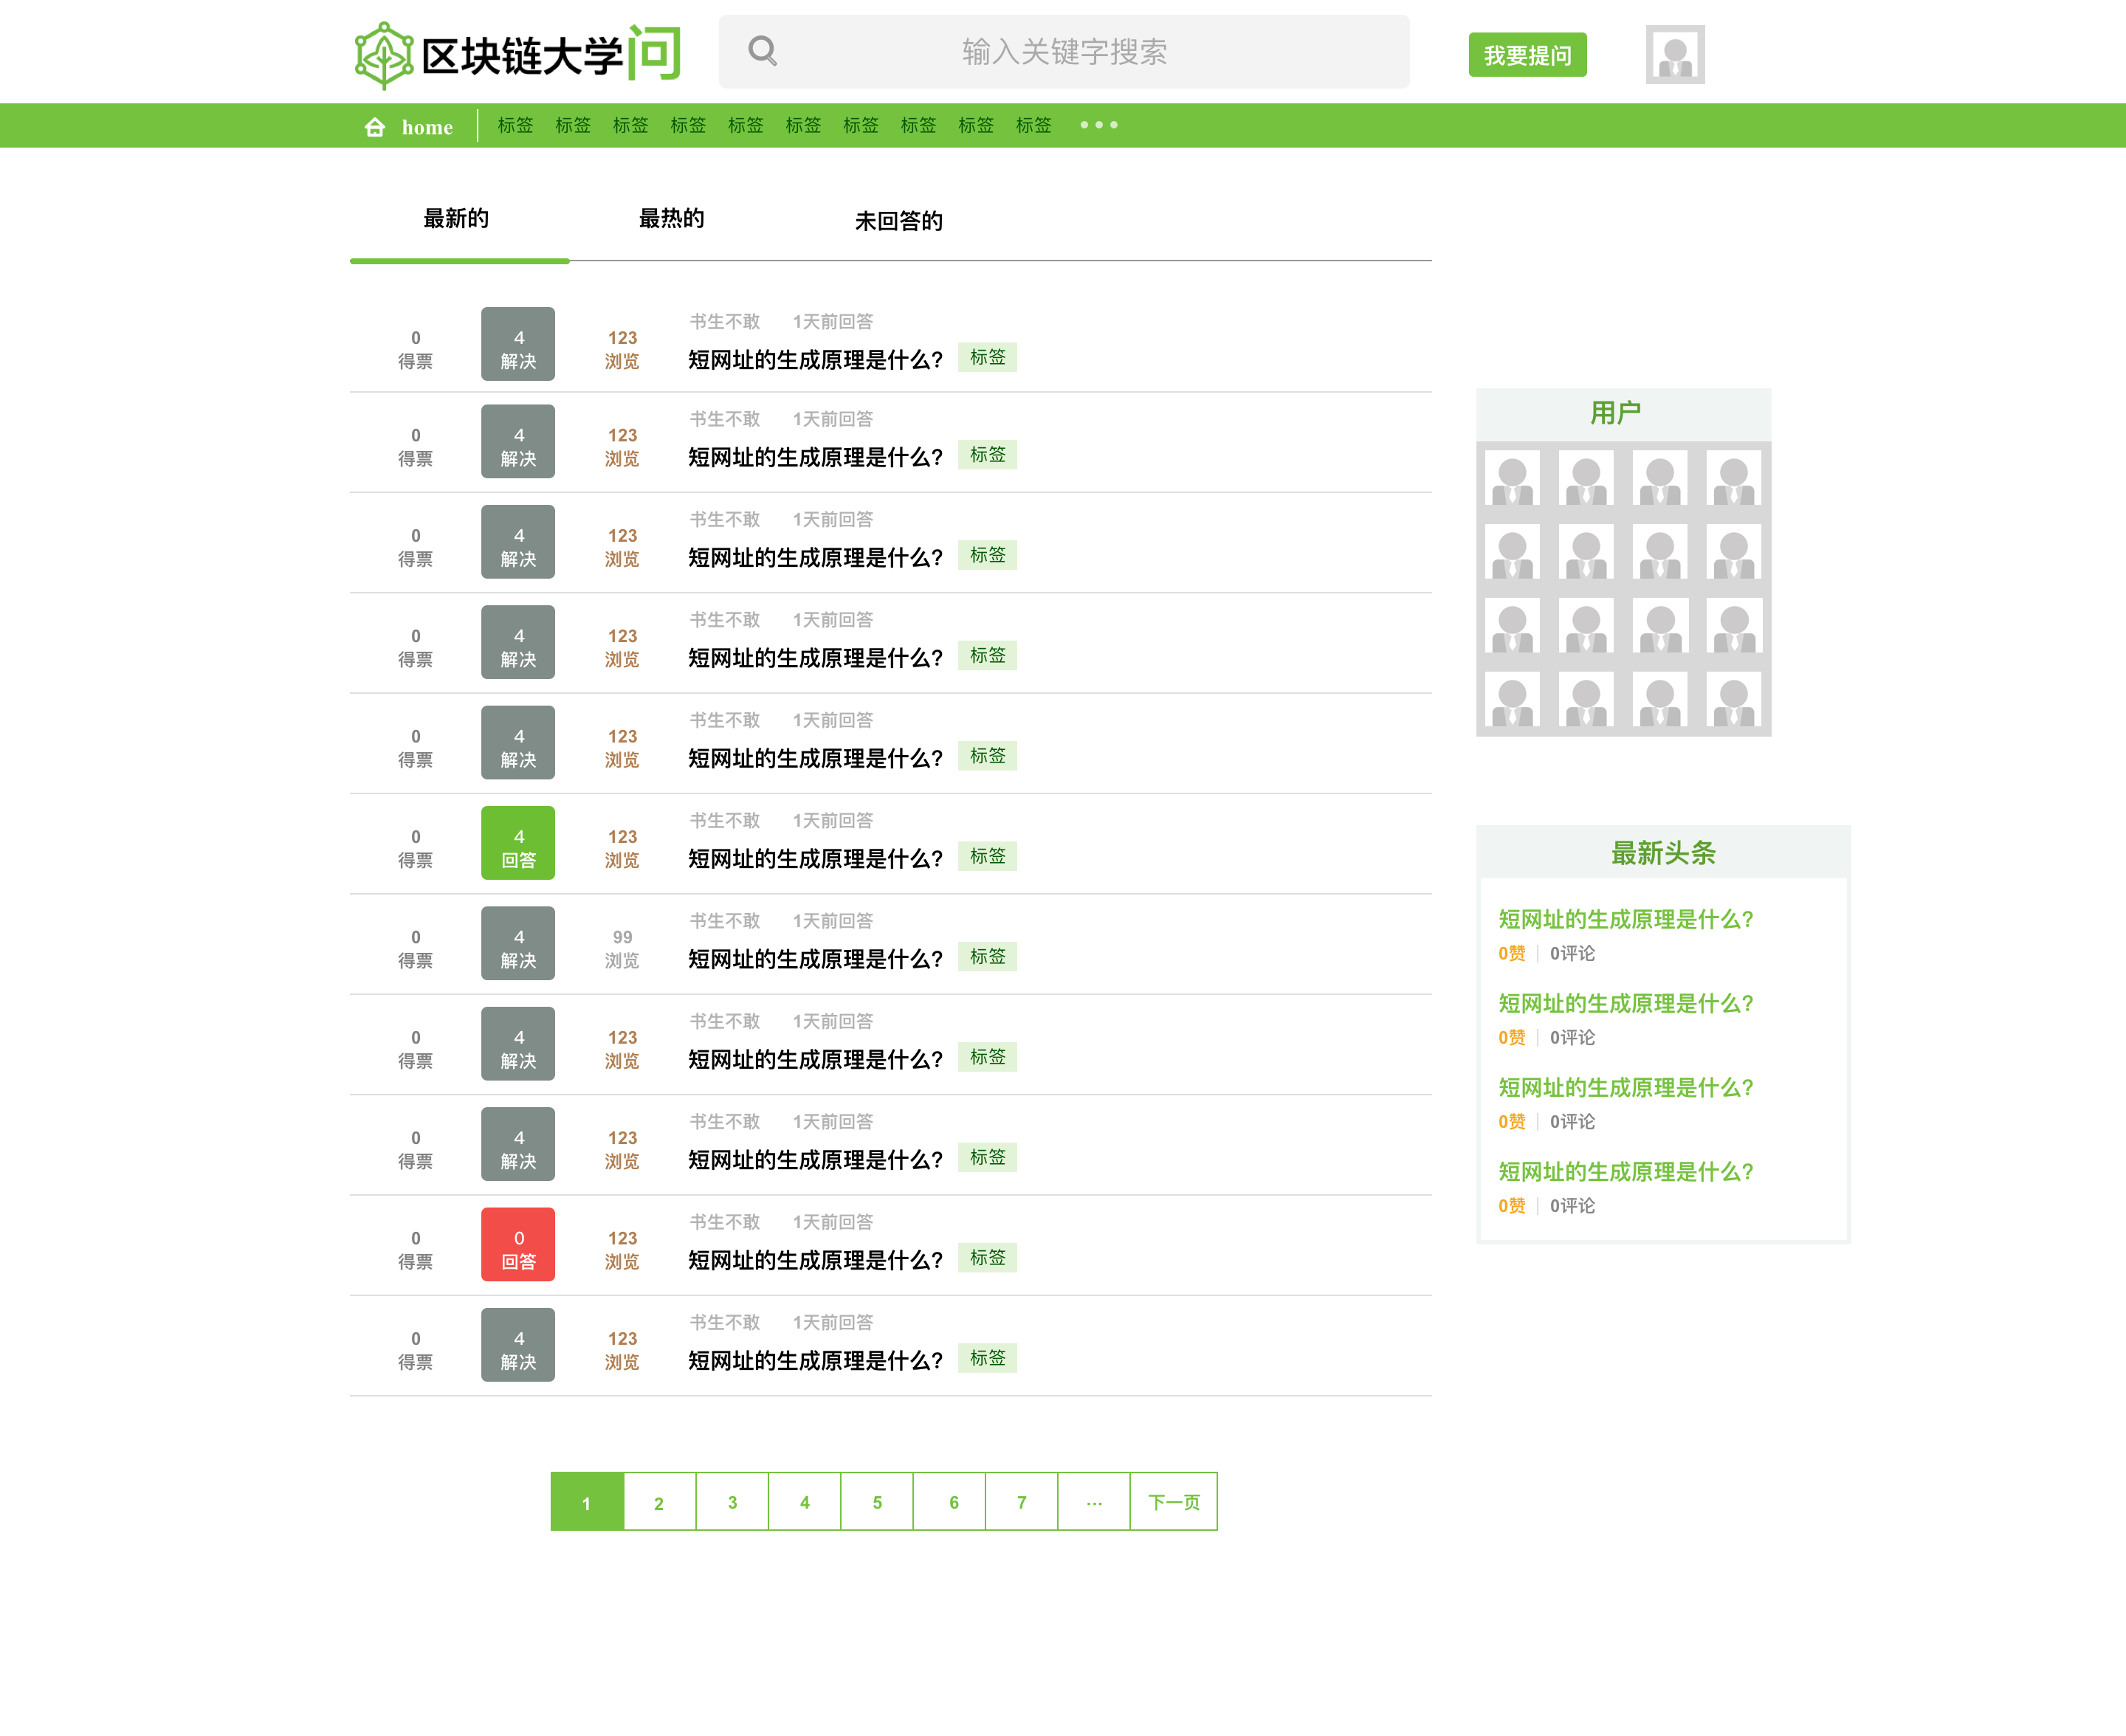 区块链大学问
输入关键字搜索
我要提问
home 标签 标签 标签 标签 标签 标签 标签 标签 标签 标签
最新的 最热的 未回答的
书生不敢 1天前回答
0 4 123
得票 解决 浏览 短网址的生成原理是什么? 标签
书生不敢 1天前回答
0 4 123
得票 解决 浏览 短网址的生成原理是什么? 标签
书生不敢 1天前回答
0 4 123
得票 解决 浏览 短网址的生成原理是什么? 标签
书生不敢 1天前回答
0 4 123
得票 解决 浏览 短网址的生成原理是什么? 标签
书生不敢 1天前回答
0 4 123
得票 解决 浏览 短网址的生成原理是什么? 标签
书生不敢 1天前回答
0 4 123
得票 回答 浏览 短网址的生成原理是什么? 标签
书生不敢 1天前回答
0 4 99
得票 解决 浏览 短网址的生成原理是什么? 标签
书生不敢 1天前回答
0 4 123
得票 解决 浏览 短网址的生成原理是什么? 标签
书生不敢 1天前回答
0 4 123
得票 解决 浏览 短网址的生成原理是什么? 标签
书生不敢 1天前回答
0 0 123
得票 回答 浏览 短网址的生成原理是什么? 标签
书生不敢 1天前回答
0 4 123
得票 解决 浏览 短网址的生成原理是什么? 标签
1 2 3 4 5 6 7 ... 下一页
用户
最新头条
短网址的生成原理是什么?
0赞 | 0评论
短网址的生成原理是什么?
0赞 | 0评论
短网址的生成原理是什么?
0赞 | 0评论
短网址的生成原理是什么?
0赞 | 0评论